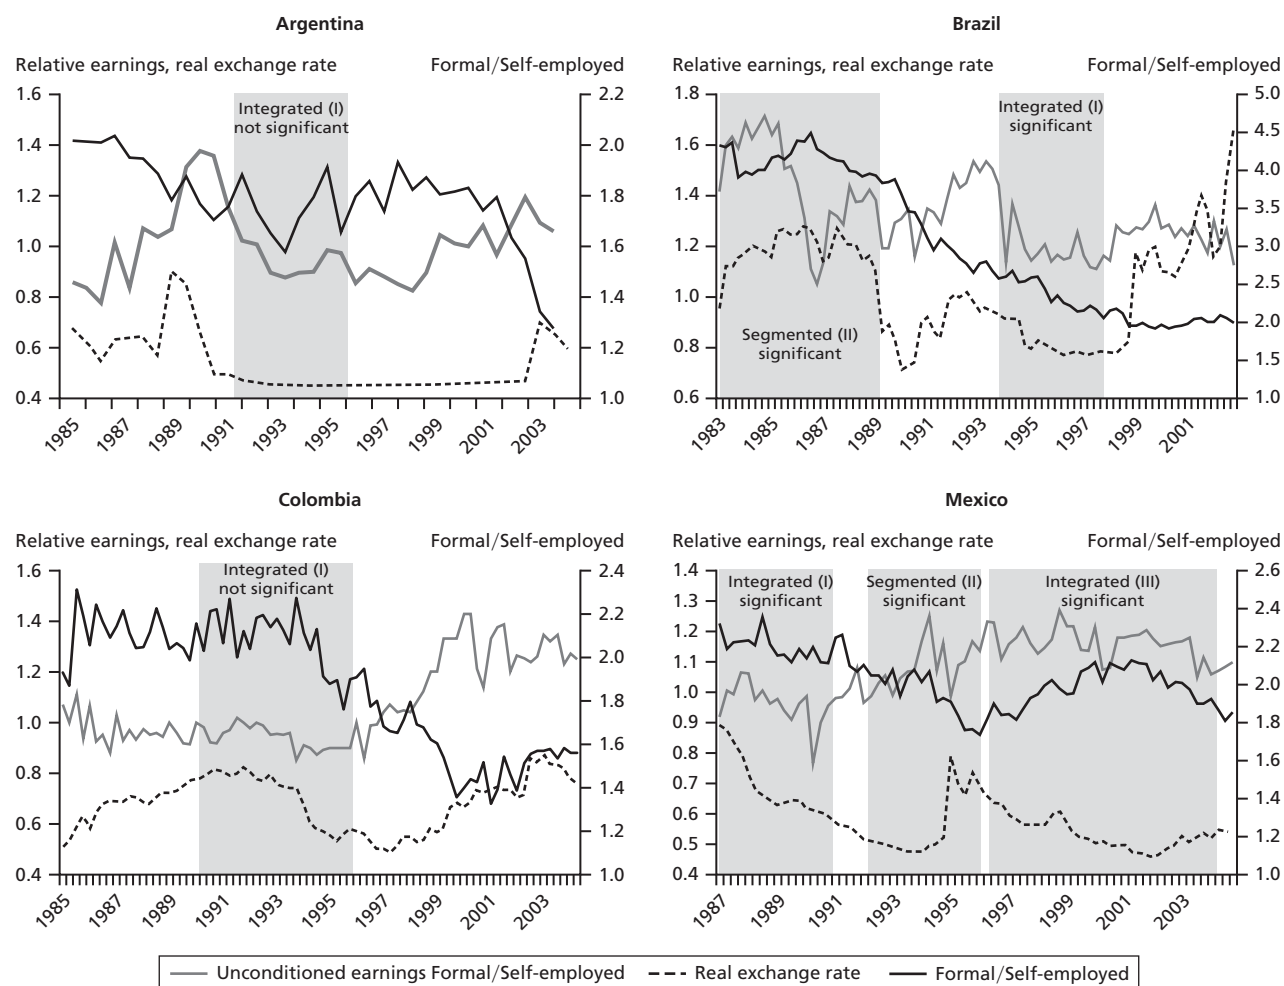 Argentina
Relative earnings, real exchange rate Formal/Self-employed
1.6 2.2
Integrated (I)
not significant
1.4 2.0
1.2 1.8
1.0 1.6
0.8 1.4
0.6 1.2
0.4 1.0
1985 1987 1989 1991 1993 1995 1997 1999 2001 2003
Brazil
Relative earnings, real exchange rate Formal/Self-employed
1.8 5.0
Integrated (I)
significant
4.5
1.6 4.0
1.4 3.5
1.2 3.0
2.5
1.0
2.0
Segmented (II)
significant
0.8 1.5
0.6 1.0
1983 1985 1987 1989 1991 1993 1995 1997 1999 2001
Colombia
Relative earnings, real exchange rate Formal/Self-employed
1.6 2.4
Integrated (I)
not significant
1.4 2.2
2.0
1.2 1.8
1.0 1.6
0.8 1.4
0.6 1.2
0.4 1.0
1985 1987 1989 1991 1993 1995 1997 1999 2001 2003
Mexico
Relative earnings, real exchange rate Formal/Self-employed
1.4 2.6
Integrated (I) Segmented (II) Integrated (III)
significant significant significant
1.3 2.4
1.2 2.2
1.1
1.0 2.0
0.9 1.8
0.8 1.6
0.7
0.6 1.4
0.5 1.2
0.4 1.0
1987 1989 1991 1993 1995 1997 1999 2001 2003
Unconditioned earnings Formal/Self-employed Real exchange rate Formal/Self-employed